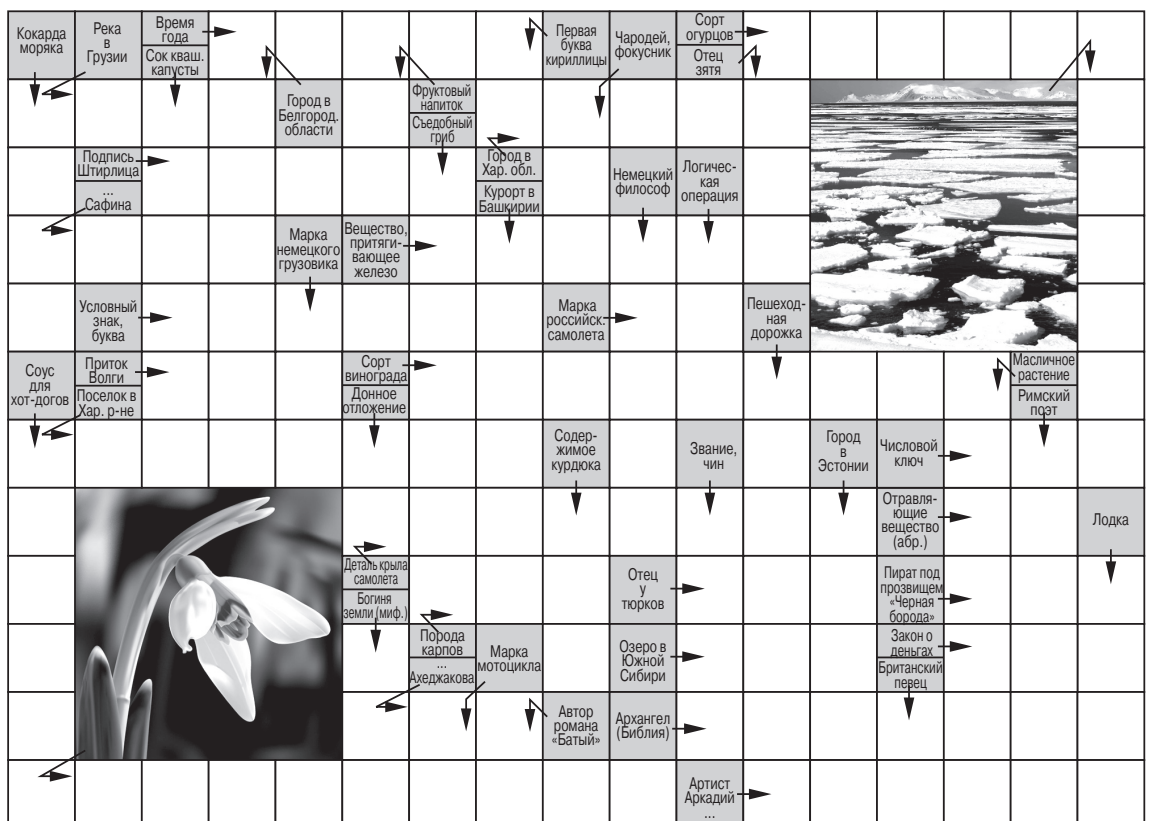 Кокарда
моряка
Река
в
Грузии
Время
года
Сок кваш.
капусты
Первая
буква
кириллицы
Чародей,
фокусник
Сорт
огурцов
Отец
зятя
Город в
Белгород.
области
Фруктовый
напиток
Съедобный
гриб
Подпись
Штирлица
...
Сафина
Город в
Хар. обл.
Курорт в
Башкирии
Немецкий
философ
Логичес-
кая
операция
Марка
немецкого
грузовика
Вещество,
притяги-
вающее
железо
Условный
знак,
буква
Марка
российск.
самолета
Пешеход-
ная
дорожка
Соус
для
хот-догов
Приток
Волги
Поселок в
Хар. р-не
Сорт
винограда
Донное
отложение
Масличное
растение
Римский
поэт
Содер-
жимое
курдюка
Звание,
чин
Город
в
Эстонии
Числовой
ключ
Отравля-
ющие
вещество
(абр.)
Лодка
Деталь крыла
самолета
Богиня
земли (миф.)
Отец
у
тюрков
Пират под
прозвищем
«Черная
борода»
Порода
карпов
...
Ахеджакова
Марка
мотоцикла
Озеро в
Южной
Сибири
Закон о
деньгах
Британский
певец
Автор
романа
«Батый»
Архангел
(Библия)
Артист
Аркадий
...